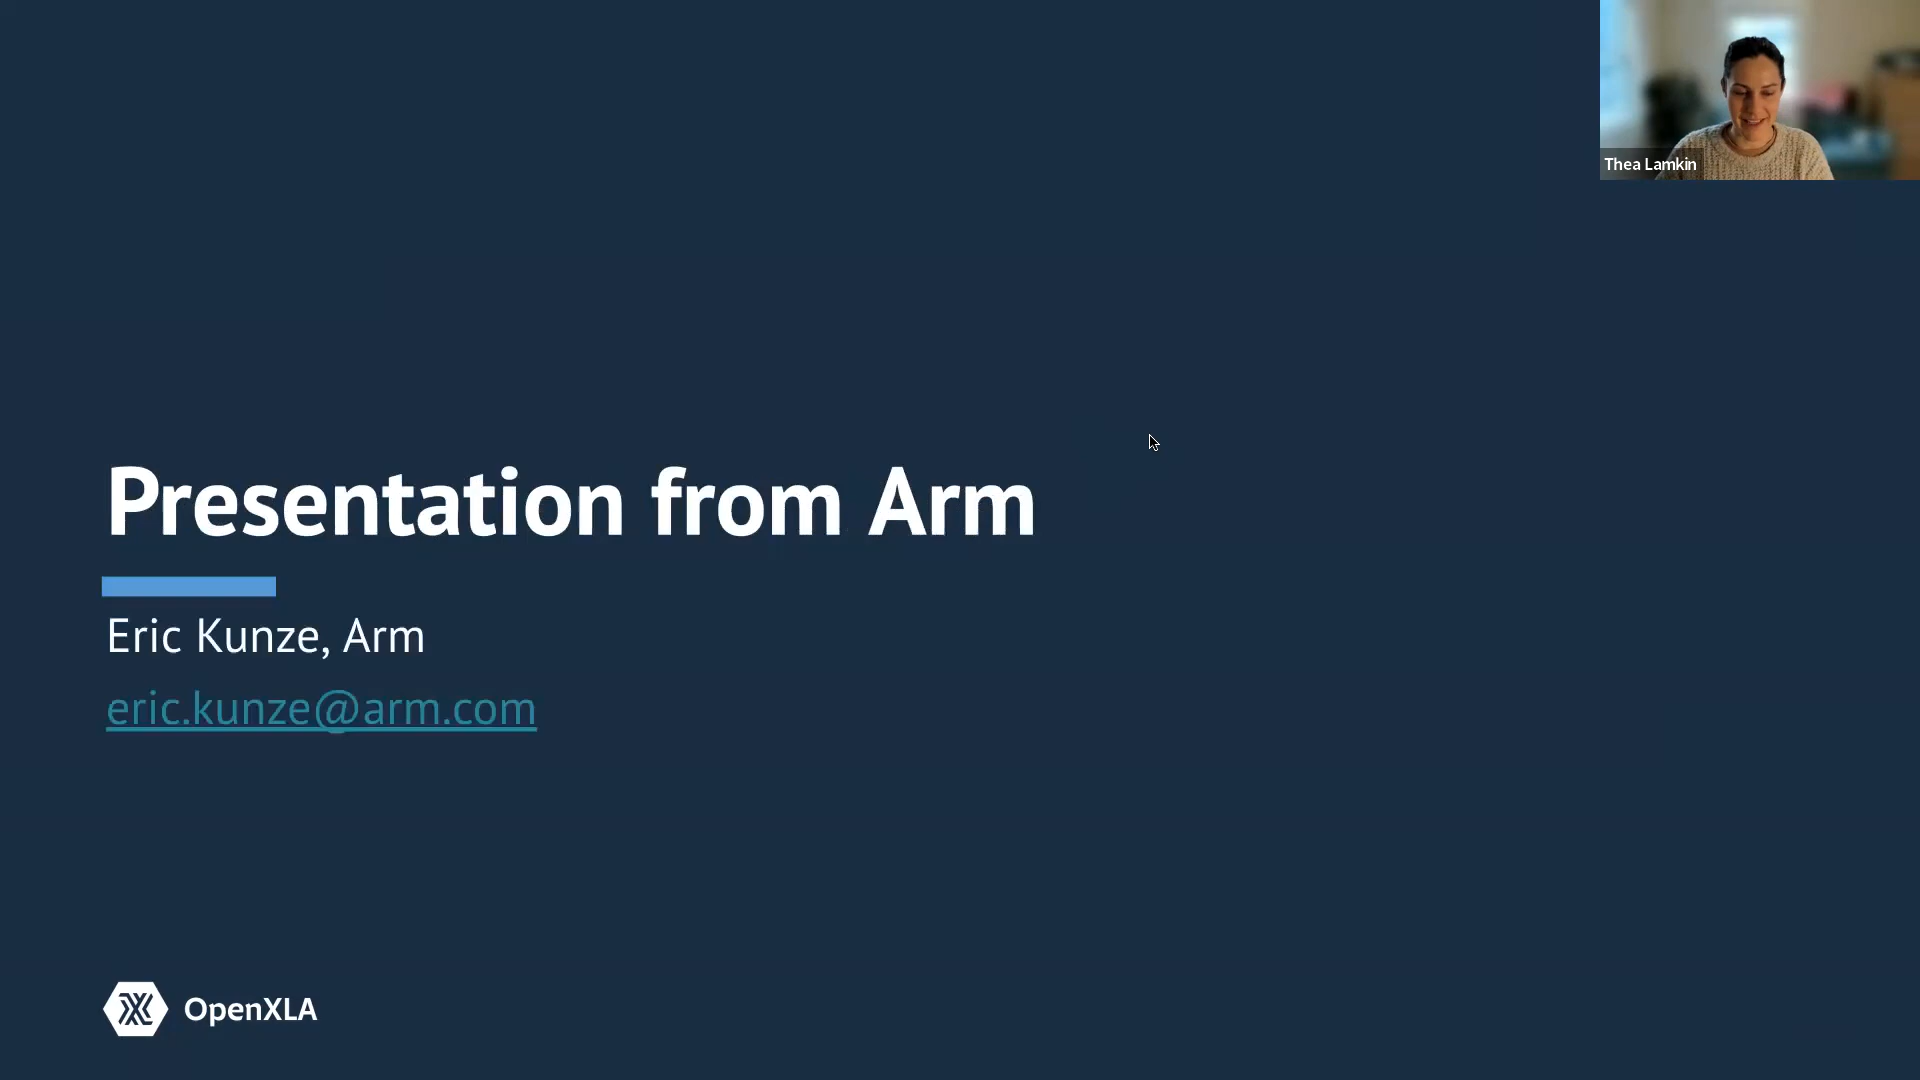 Thea Lamkin
Presentation from Arm
Eric Kunze, Arm
eric.kunze@arm.com
OpenXLA